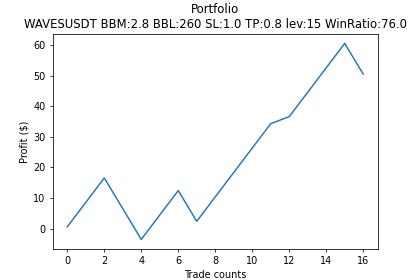 Portfolio
WAVESUSDT BBM:2.8 BBL:260 SL:1.0 TP:0.8 lev:15 WinRatio:76.0
Profit ($)
60
50
40
30
20
10
0
0 2 4 6 8 10 12 14 16
Trade counts